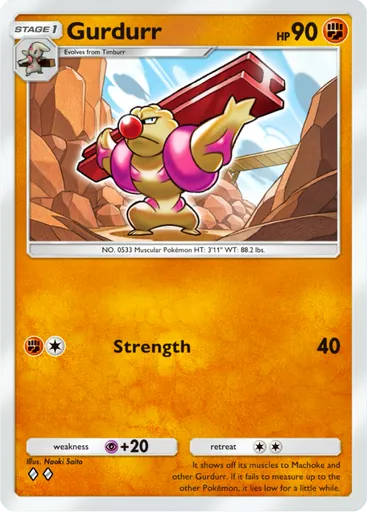 STAGE 1
Gurdurr
HP 90
Evolves from Timburr
NO. 0533 Muscular Pokémon HT: 3'11" WT: 88.2 lbs.
Strength 40
weakness +20
retreat
Illus. Naoki Saito
It shows off its muscles to Machoke and
other Gurdurr. If it fails to measure up to the
other Pokémon, it lies low for a little while.